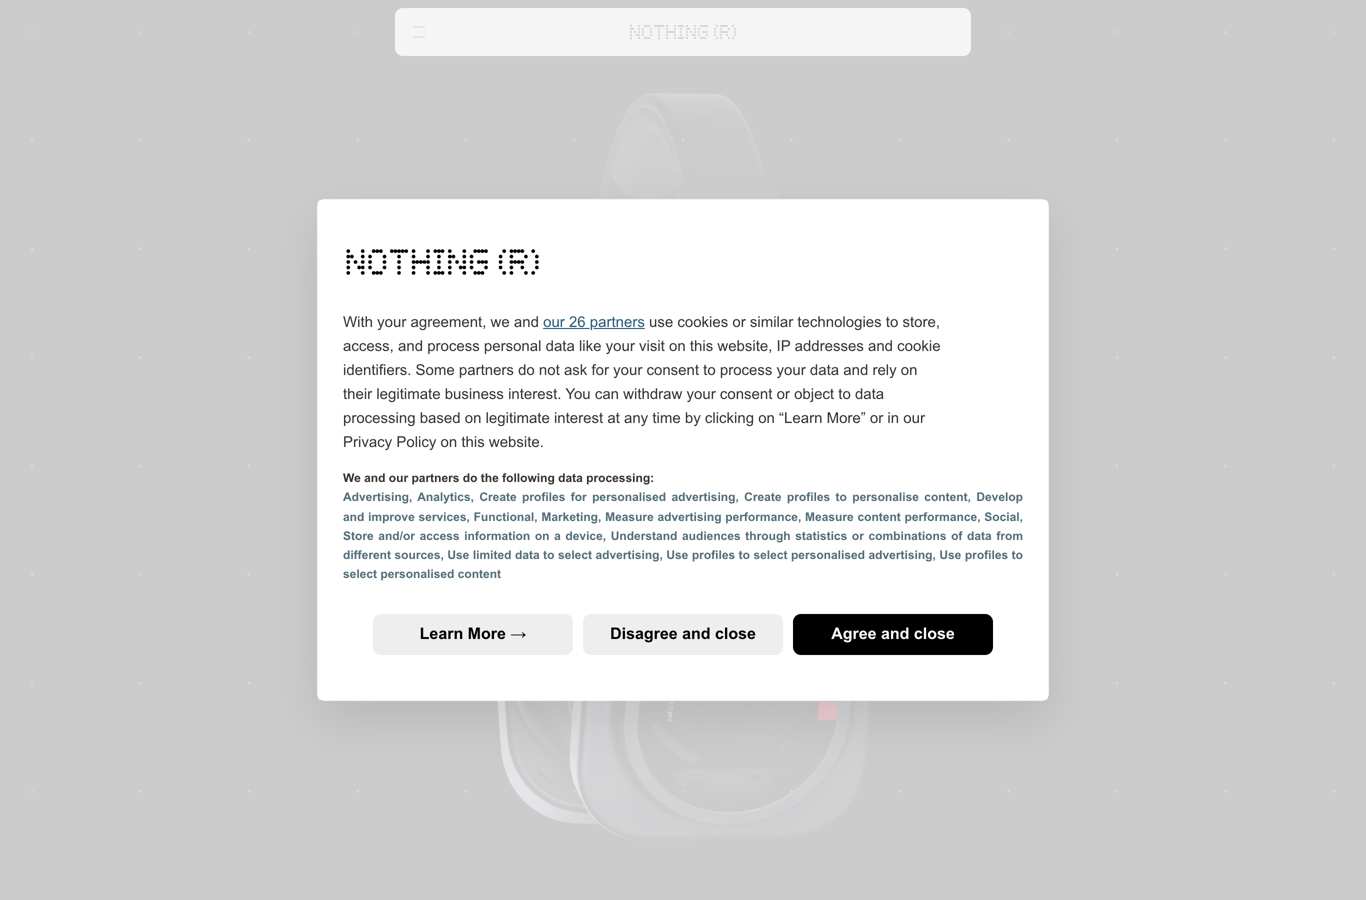 NOTHING (R)
NOTHING (R)
With your agreement, we and our 26 partners use cookies or similar technologies to store,
access, and process personal data like your visit on this website, IP addresses and cookie
identifiers. Some partners do not ask for your consent to process your data and rely on
their legitimate business interest. You can withdraw your consent or object to data
processing based on legitimate interest at any time by clicking on “Learn More” or in our
Privacy Policy on this website.
We and our partners do the following data processing:
Advertising, Analytics, Create profiles for personalised advertising, Create profiles to personalise content, Develop
and improve services, Functional, Marketing, Measure advertising performance, Measure content performance, Social,
Store and/or access information on a device, Understand audiences through statistics or combinations of data from
different sources, Use limited data to select advertising, Use profiles to select personalised advertising, Use profiles to
select personalised content
Learn More →
Disagree and close
Agree and close